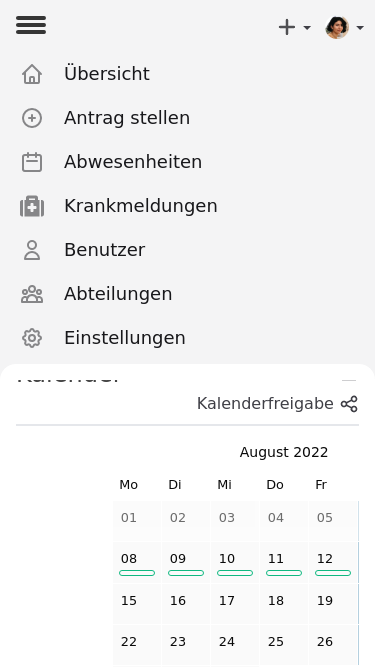 Übersicht
Antrag stellen
Abwesenheiten
Krankmeldungen
Benutzer
Abteilungen
Einstellungen
Kalender
Kalenderfreigabe
August 2022
Mo Di Mi Do Fr
01 02 03 04 05
08 09 10 11 12
15 16 17 18 19
22 23 24 25 26